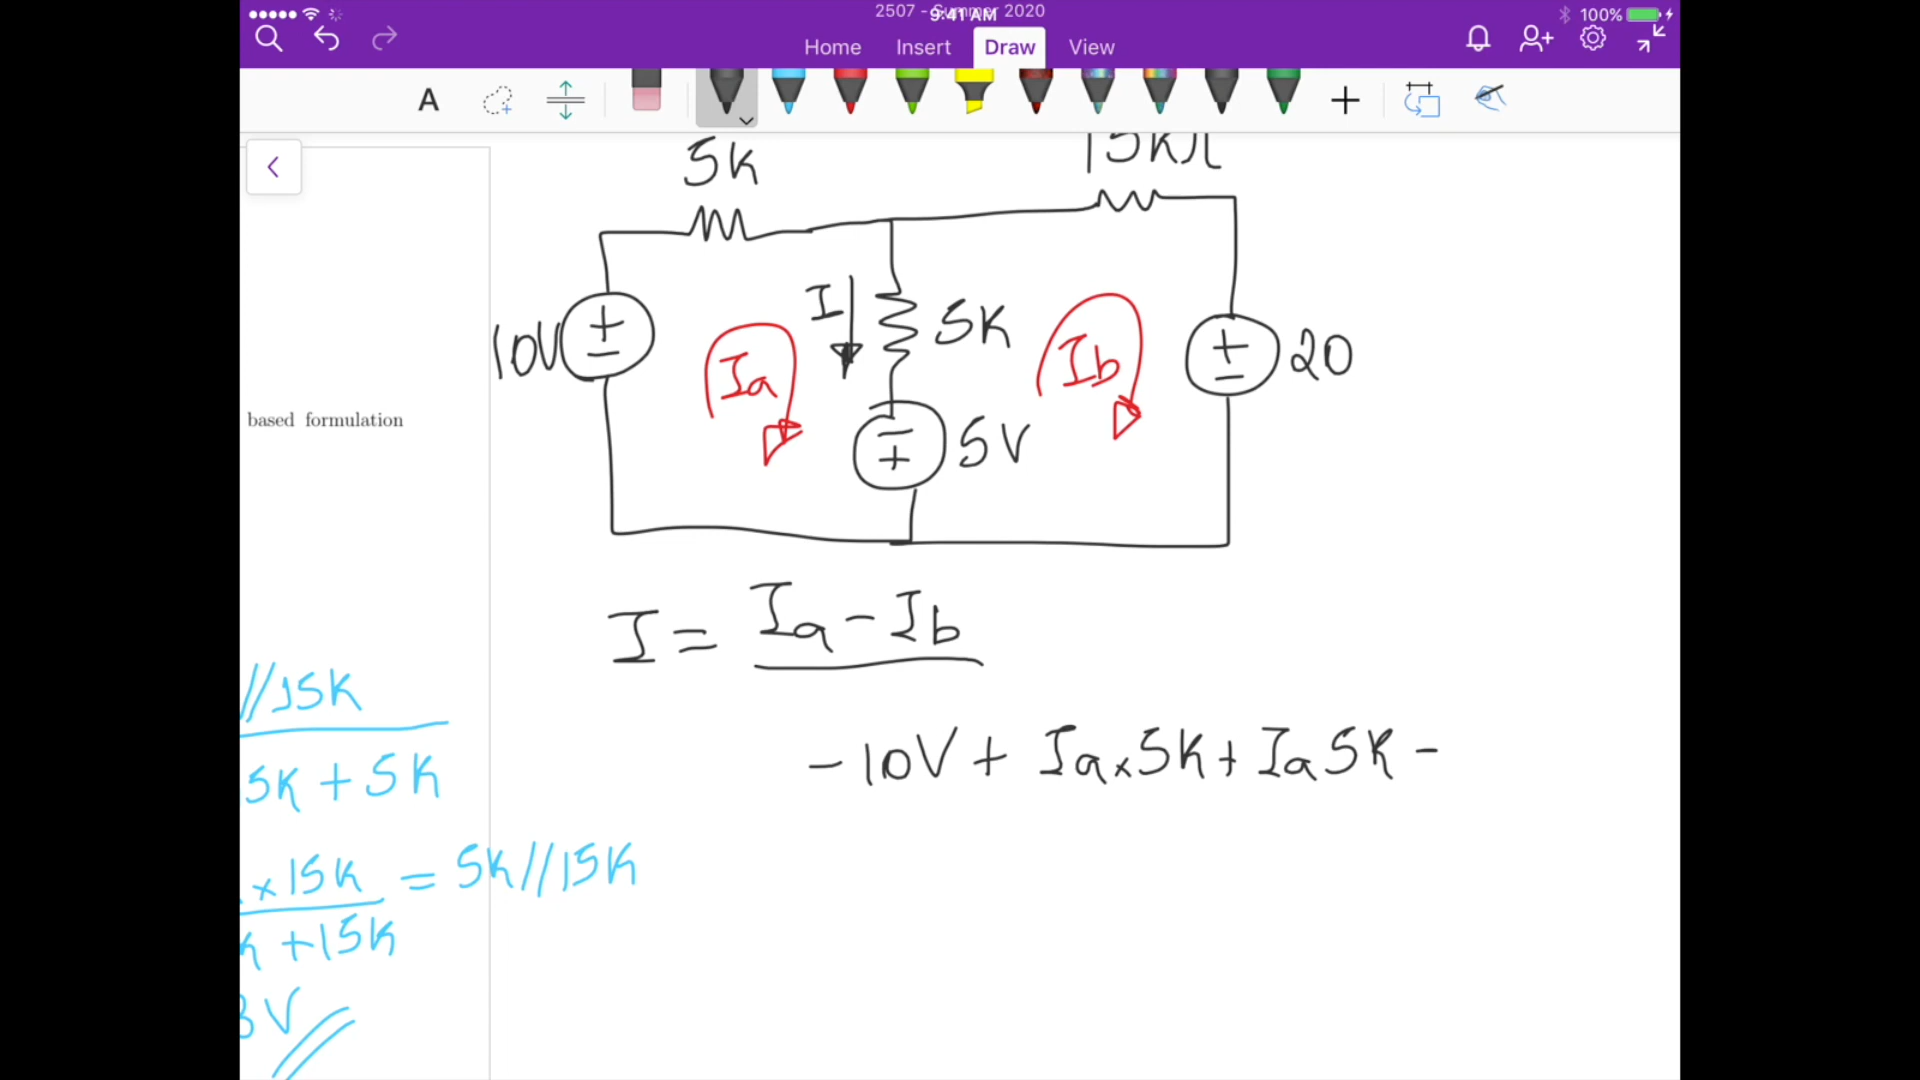 2507 - Summer 2020
9:41 AM
100%
Home Insert Draw View
A
5K
15KΩ
10V
I
5K
Ia
Ib
20
5V
based formulation
I = Ia - Ib
//15K
5K + 5K
-10V + Ia×5K + Ia5K -
×15K = 5K//15K
K +15K
3V